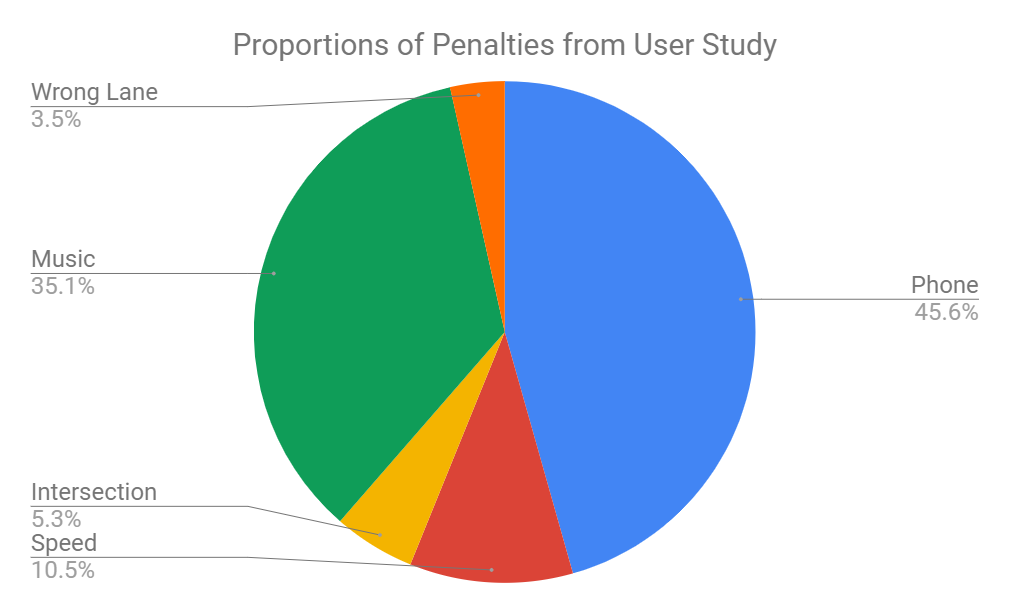 Proportions of Penalties from User Study
Wrong Lane
3.5%
Music
35.1%
Phone
45.6%
Intersection
5.3%
Speed
10.5%